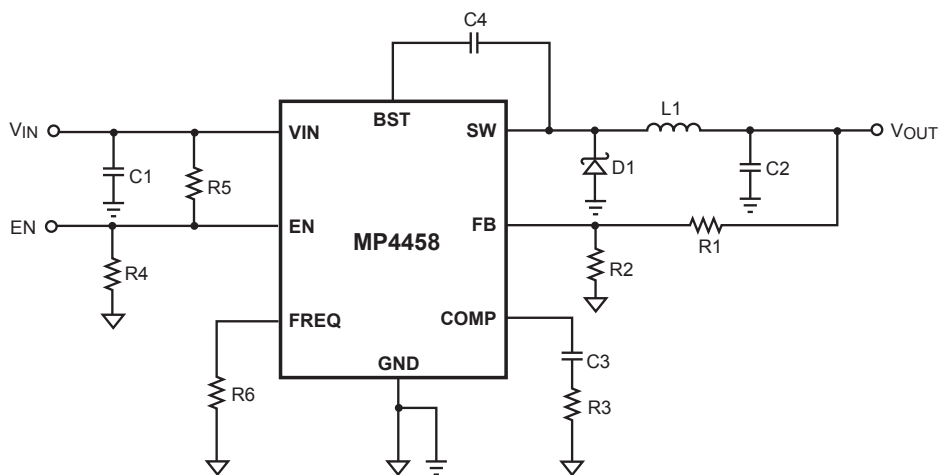 C4
L1
VIN
VIN
BST
SW
VOUT
C1
R5
D1
C2
EN
EN
MP4458
FB
R1
R4
R2
FREQ
COMP
GND
C3
R6
R3